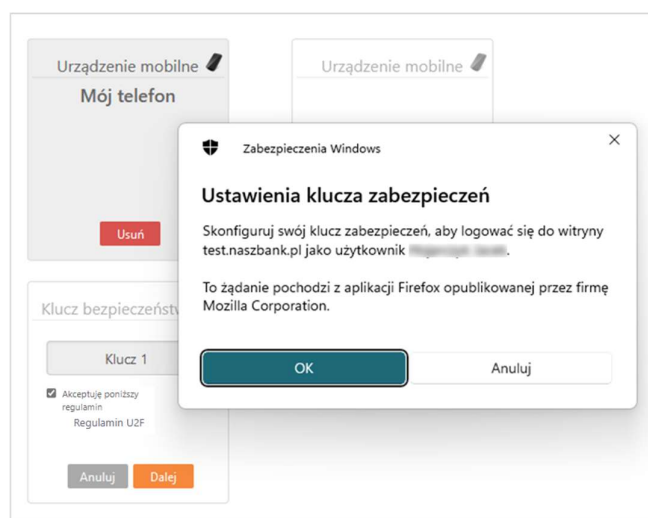 Urządzenie mobilne
Mój telefon
Usuń
Urządzenie mobilne
Zabezpieczenia Windows
Ustawienia klucza zabezpieczeń
Skonfiguruj swój klucz zabezpieczeń, aby logować się do witryny
test.naszbank.pl jako użytkownik
To żądanie pochodzi z aplikacji Firefox opublikowanej przez firmę
Mozilla Corporation.
OK
Anuluj
Klucz bezpieczeństw
Klucz 1
Akceptuję poniższy
regulamin
Regulamin U2F
Anuluj
Dalej